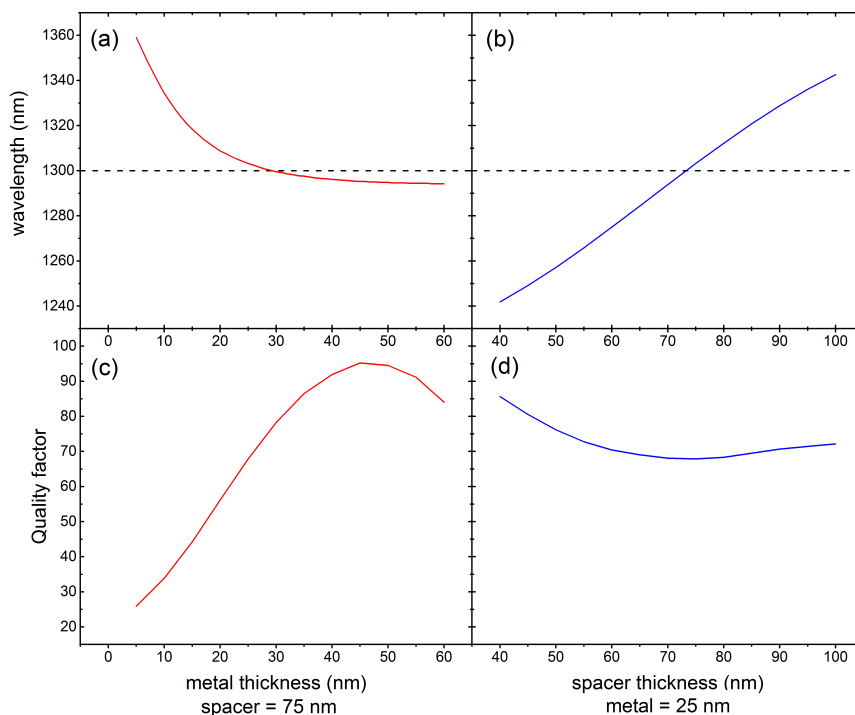 (a)
(b)
wavelength (nm)
1360
1340
1320
1300
1280
1260
1240
0 10 20 30 40 50 60
40 50 60 70 80 90 100
(c)
(d)
Quality factor
100
90
80
70
60
50
40
30
20
0 10 20 30 40 50 60
40 50 60 70 80 90 100
metal thickness (nm)
spacer = 75 nm
spacer thickness (nm)
metal = 25 nm